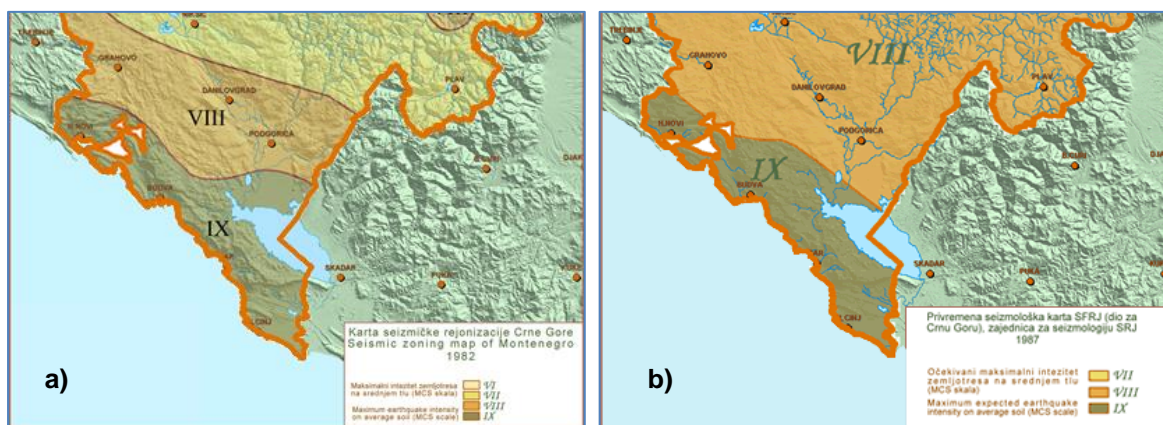 TREBINJE
GRAHOVO
DANILOVGRAD
PLAV
VIII
H.NOVI
PODGORICA
BUDVA
IX
SKADAR
Karta seizmičke rejonizacije Crne Gore
Seismic zoning map of Montenegro
1982
Maksimalni intezitet zemljotresa
na srednjem tlu (MCS skala)
Maximum earthquake intensity
on average soil (MCS scale)
VI
VII
VIII
IX
a)
TREBINJE
GRAHOVO
VIII
DANILOVGRAD
PLAV
H.NOVI
PODGORICA
IX
BUDVA
SKADAR
PUKA
Privremena seizmološka karta SFRJ (dio za
Crnu Goru), zajednica za seizmologiju SRJ
1987
Očekivani maksimalni intezitet
zemljotresa na srednjem tlu
(MCS skala)
Maximum expected earthquake
intensity on average soil (MCS scale)
VII
VIII
IX
b)